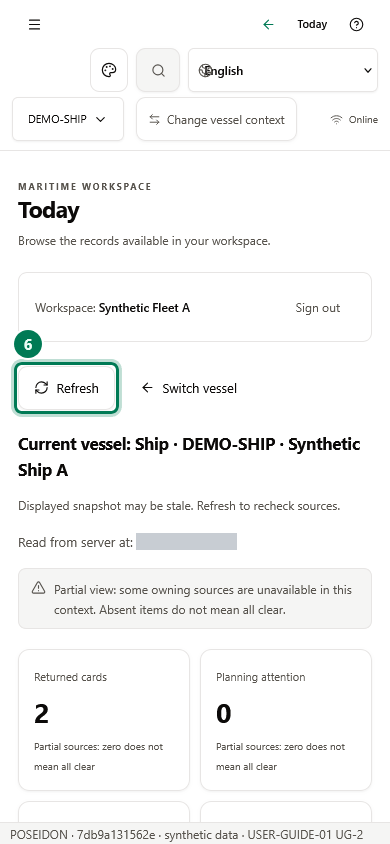 Today
English
DEMO-SHIP
Change vessel context
Online
MARITIME WORKSPACE
Today
Browse the records available in your workspace.
Workspace: Synthetic Fleet A
Sign out
6
Refresh
Switch vessel
Current vessel: Ship · DEMO-SHIP · Synthetic
Ship A
Displayed snapshot may be stale. Refresh to recheck sources.
Read from server at:
Partial view: some owning sources are unavailable in this
context. Absent items do not mean all clear.
Returned cards
2
Partial sources: zero does not
mean all clear
Planning attention
0
Partial sources: zero does not
mean all clear
POSEIDON · 7db9a131562e · synthetic data · USER-GUIDE-01 UG-2